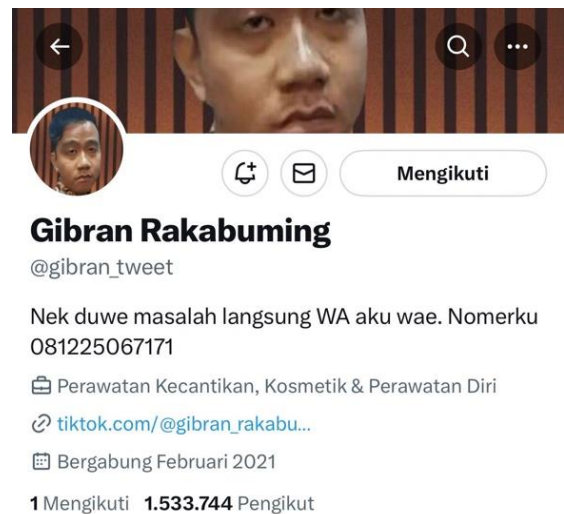 Mengikuti
Gibran Rakabuming
@gibran_tweet
Nek duwe masalah langsung WA aku wae. Nomerku
081225067171
Perawatan Kecantikan, Kosmetik & Perawatan Diri
tiktok.com/@gibran_rakabu...
Bergabung Februari 2021
1 Mengikuti 1.533.744 Pengikut